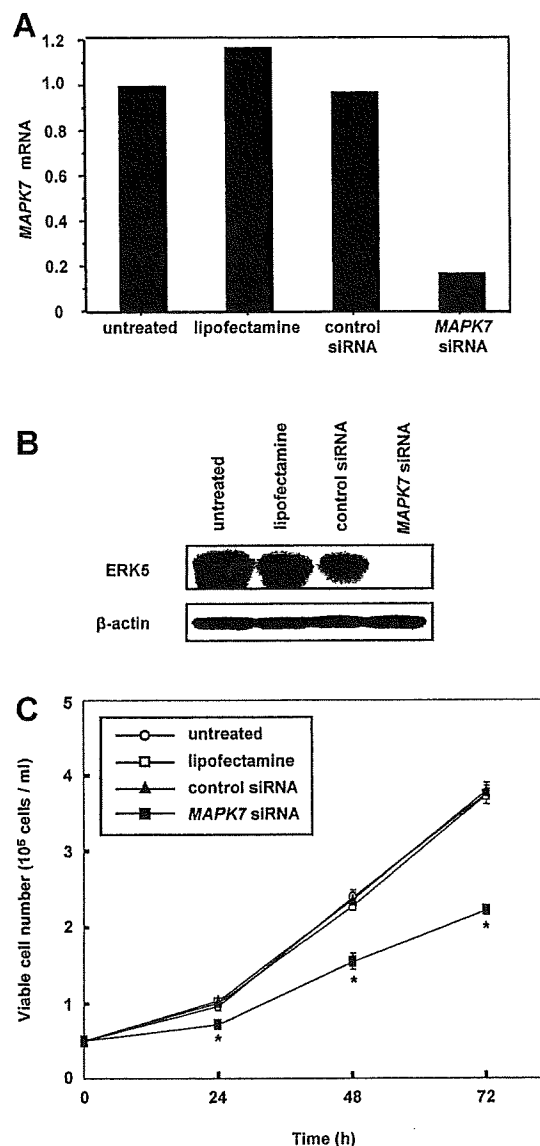 A
MAPK7 mRNA
1.2
1.0
0.8
0.6
0.4
0.2
0
untreated
lipofectamine
control
siRNA
MAPK7
siRNA
B
untreated
lipofectamine
control siRNA
MAPK7 siRNA
ERK5
β-actin
C
Viable cell number (10⁵ cells / ml)
5
4
3
2
1
0
untreated
lipofectamine
control siRNA
MAPK7 siRNA
*
*
*
0
24
48
72
Time (h)